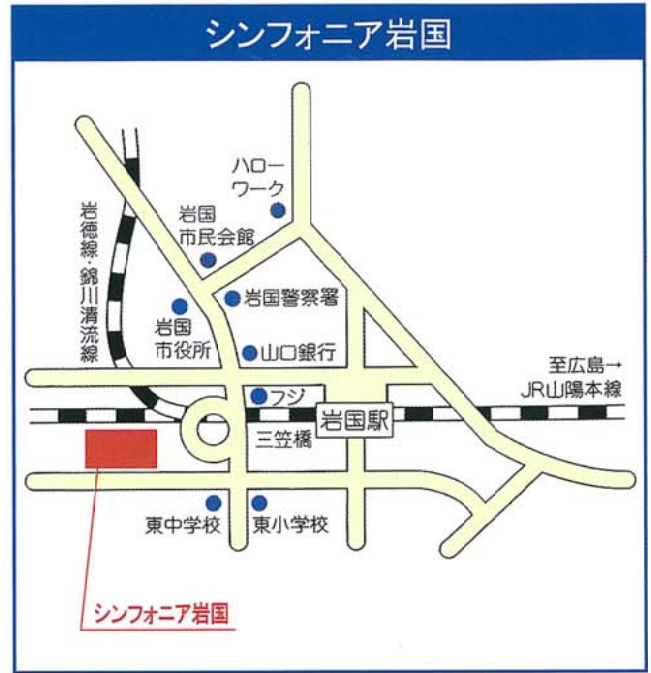 シンフォニア岩国
ハロー
ワーク
岩国
市民会館
岩徳線・錦川清流線
岩国警察署
岩国
市役所
山口銀行
至広島→
JR山陽本線
フジ
岩国駅
三笠橋
東中学校
東小学校
シンフォニア岩国